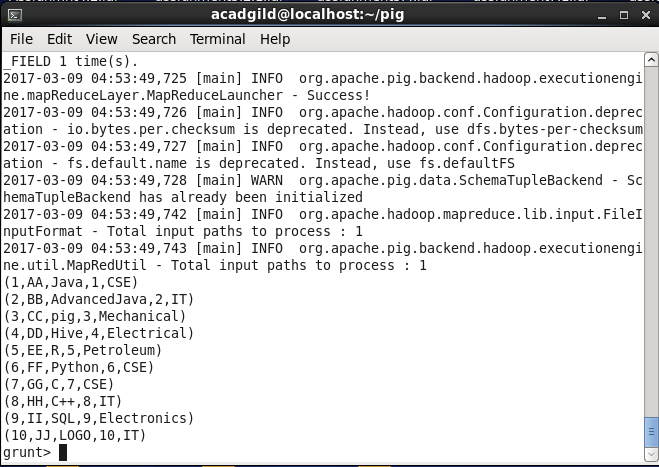 acadgild@localhost:~/pig
File Edit View Search Terminal Help
_FIELD 1 time(s).
2017-03-09 04:53:49,725 [main] INFO  org.apache.pig.backend.hadoop.executionengi
ne.mapReduceLayer.MapReduceLauncher - Success!
2017-03-09 04:53:49,726 [main] INFO  org.apache.hadoop.conf.Configuration.deprec
ation - io.bytes.per.checksum is deprecated. Instead, use dfs.bytes-per-checksum
2017-03-09 04:53:49,727 [main] INFO  org.apache.hadoop.conf.Configuration.deprec
ation - fs.default.name is deprecated. Instead, use fs.defaultFS
2017-03-09 04:53:49,728 [main] WARN  org.apache.pig.data.SchemaTupleBackend - Sc
hemaTupleBackend has already been initialized
2017-03-09 04:53:49,742 [main] INFO  org.apache.hadoop.mapreduce.lib.input.FileI
nputFormat - Total input paths to process : 1
2017-03-09 04:53:49,743 [main] INFO  org.apache.pig.backend.hadoop.executionengi
ne.util.MapRedUtil - Total input paths to process : 1
(1,AA,Java,1,CSE)
(2,BB,AdvancedJava,2,IT)
(3,CC,pig,3,Mechanical)
(4,DD,Hive,4,Electrical)
(5,EE,R,5,Petroleum)
(6,FF,Python,6,CSE)
(7,GG,C,7,CSE)
(8,HH,C++,8,IT)
(9,II,SQL,9,Electronics)
(10,JJ,LOGO,10,IT)
grunt>